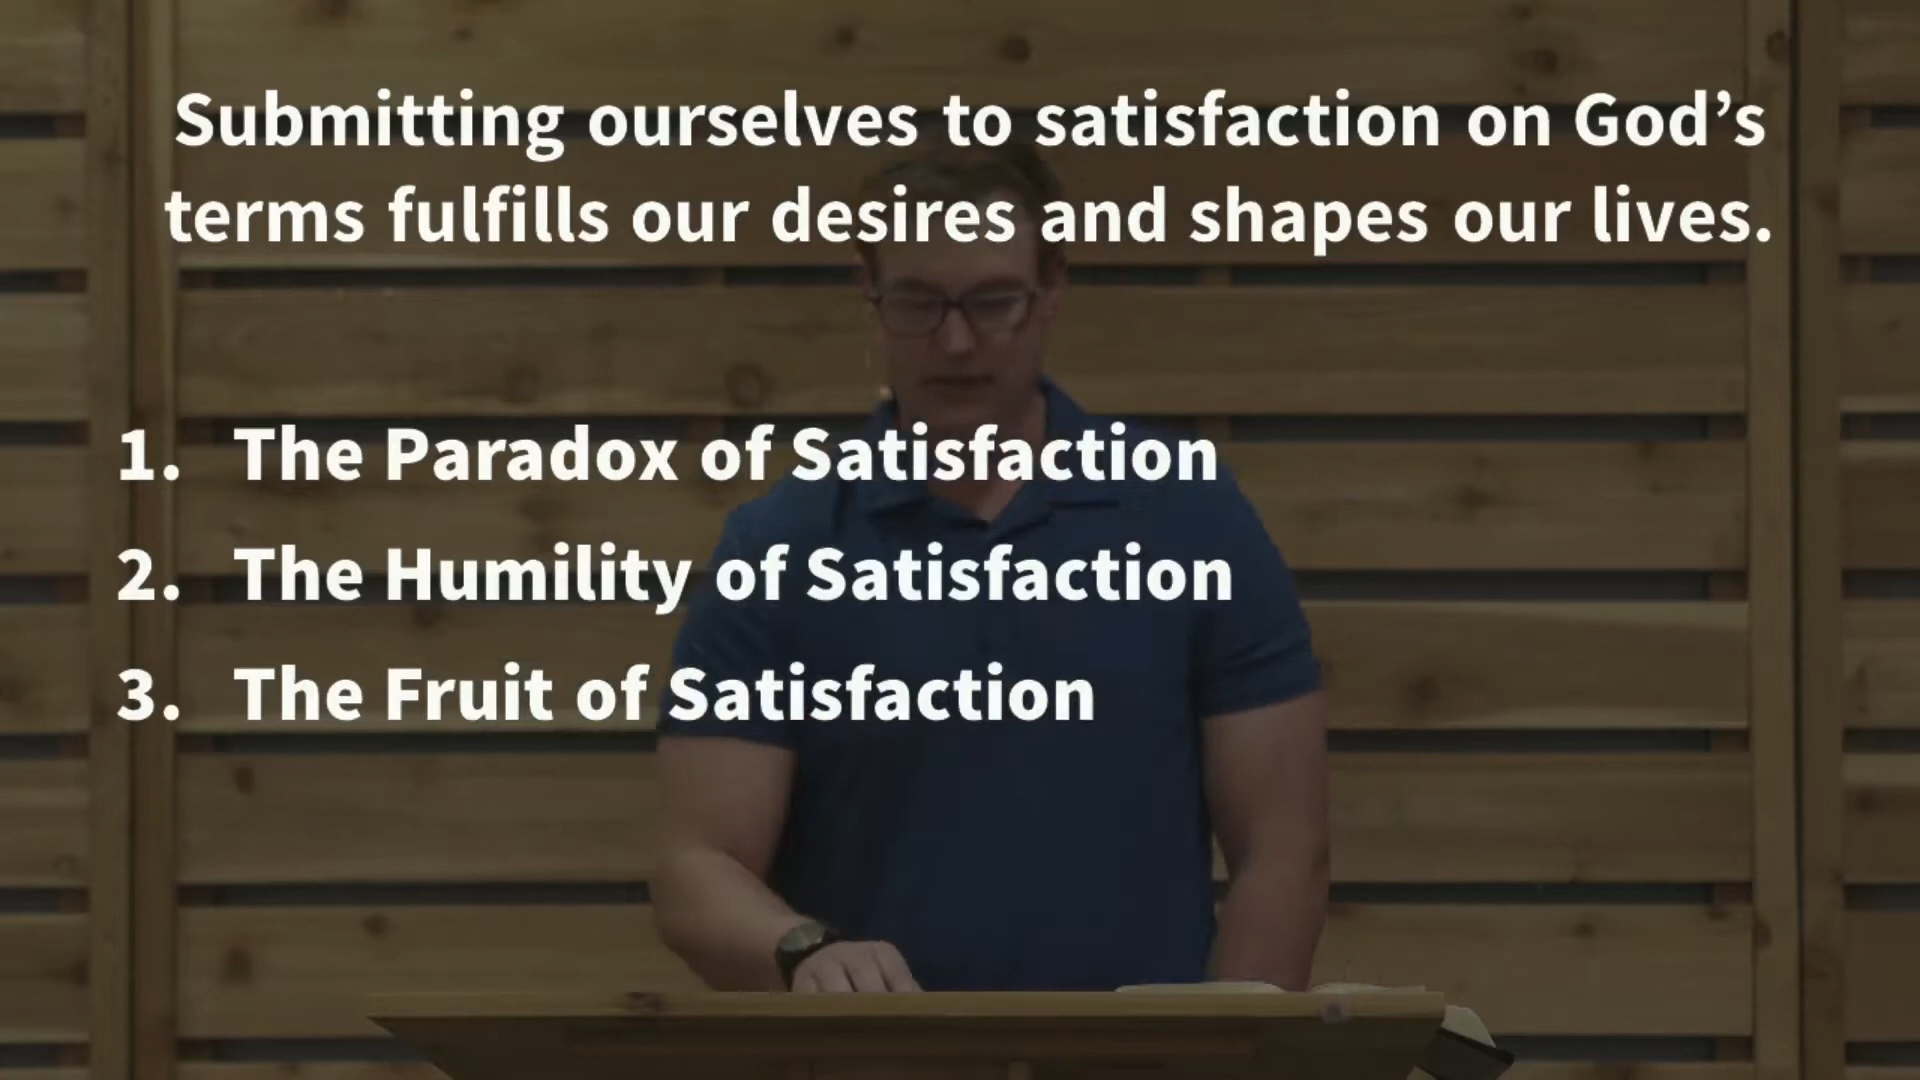 Submitting ourselves to satisfaction on God’s
terms fulfills our desires and shapes our lives.
1. The Paradox of Satisfaction
2. The Humility of Satisfaction
3. The Fruit of Satisfaction